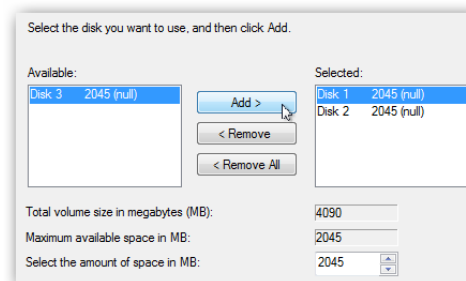 Select the disk you want to use, and then click Add.
Available:
Selected:
Disk 3 2045 (null)
Add >
Disk 1 2045 (null)
Disk 2 2045 (null)
< Remove
< Remove All
Total volume size in megabytes (MB):
4090
Maximum available space in MB:
2045
Select the amount of space in MB:
2045